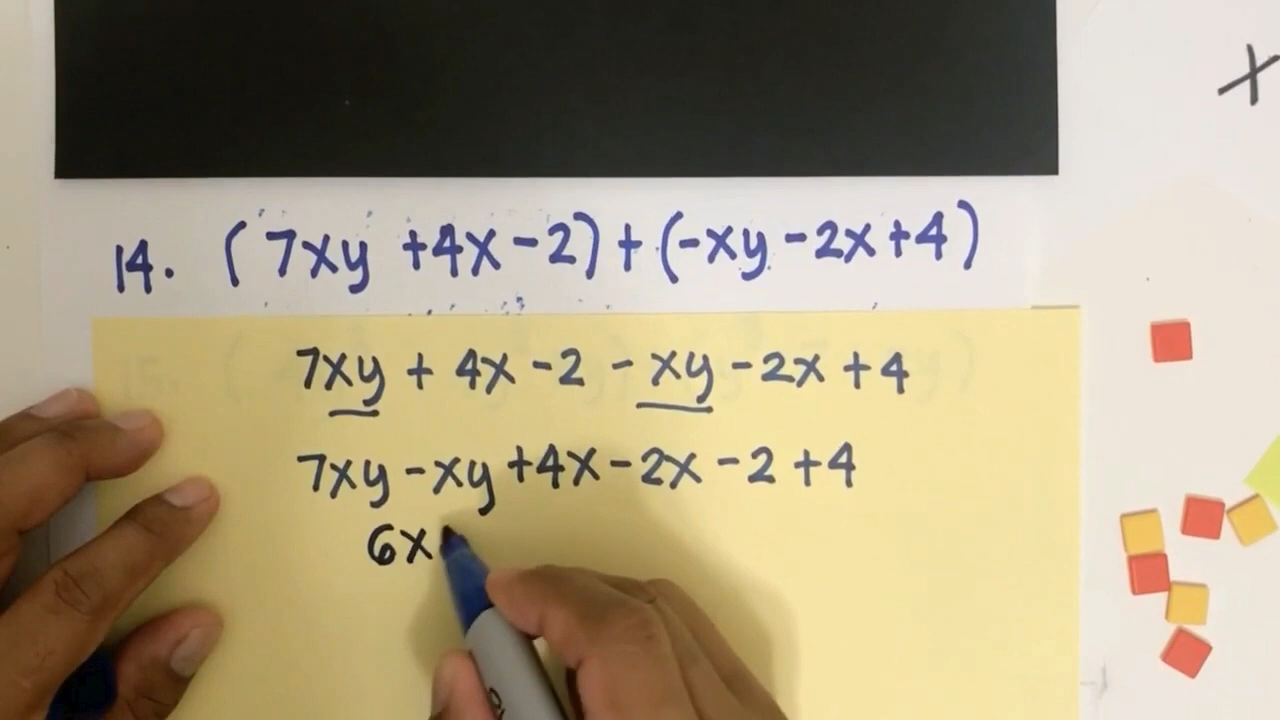 14. (7xy +4x-2)+(-xy-2x+4)
7xy + 4x -2 - xy -2x +4
7xy -xy +4x -2x -2 +4
6x